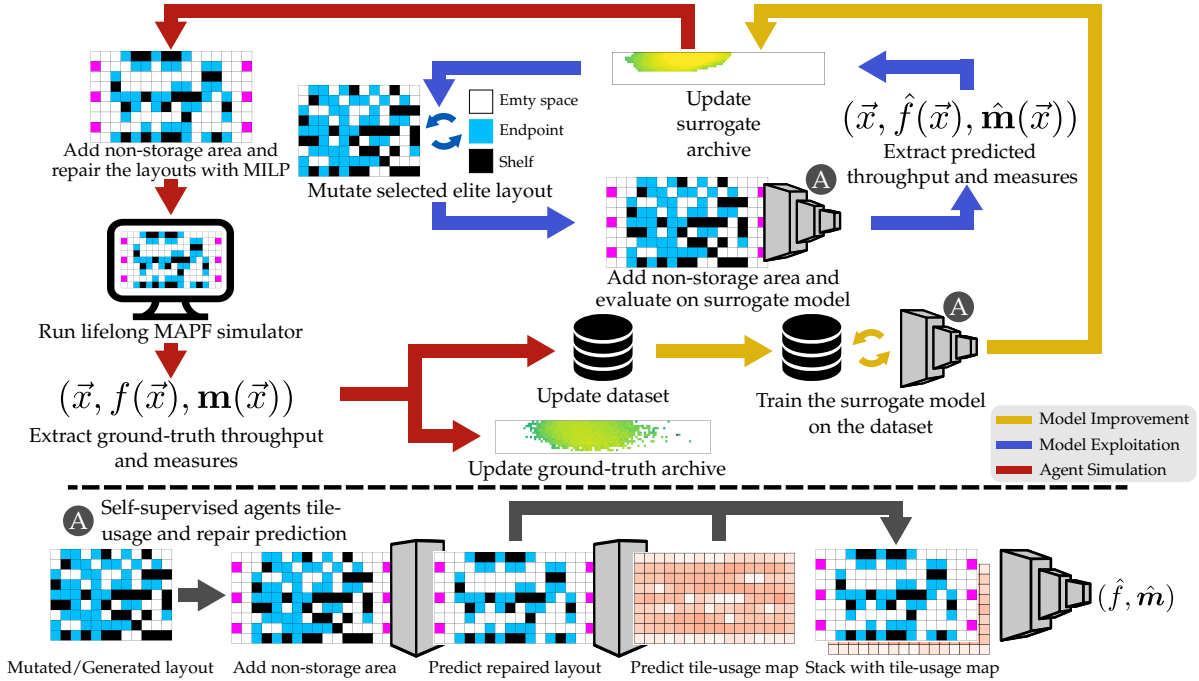 Add non-storage area and
repair the layouts with MILP
Emty space
Endpoint
Shelf
Mutate selected elite layout
Update
surrogate
archive
(x⃗, f̂(x⃗), m̂(x⃗))
Extract predicted
throughput and measures
A
Add non-storage area and
evaluate on surrogate model
Run lifelong MAPF simulator
(x⃗, f(x⃗), m(x⃗))
Extract ground-truth throughput
and measures
Update dataset
Update ground-truth archive
A
Train the surrogate model
on the dataset
Model Improvement
Model Exploitation
Agent Simulation
A
Self-supervised agents tile-
usage and repair prediction
Mutated/Generated layout
Add non-storage area
Predict repaired layout
Predict tile-usage map
Stack with tile-usage map
(f̂, m̂)